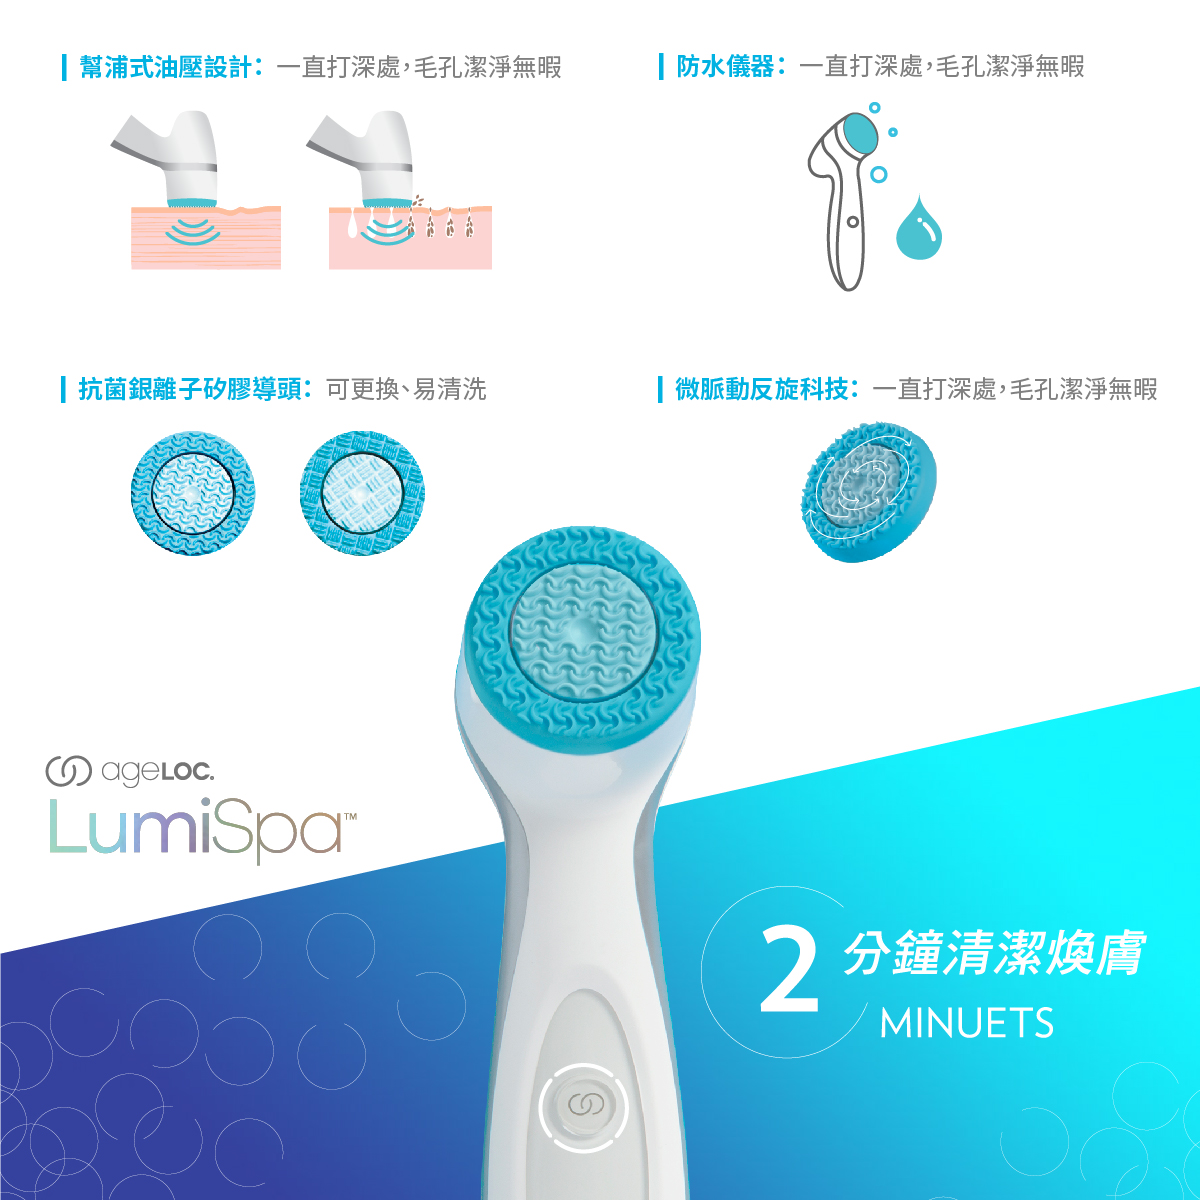 幫浦式油壓設計：一直打深處，毛孔潔淨無暇
防水儀器：一直打深處，毛孔潔淨無暇
抗菌銀離子矽膠導頭：可更換、易清洗
微脈動反旋科技：一直打深處，毛孔潔淨無暇
ageLOC.
LumiSpa™
2 分鐘清潔煥膚
MINUETS